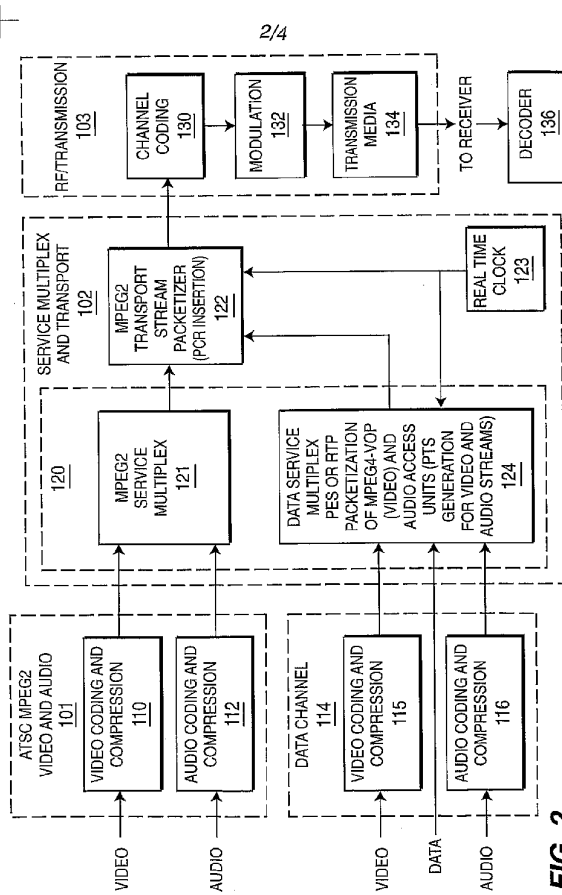 2/4
ATSC MPEG2
VIDEO AND AUDIO
101
VIDEO
VIDEO CODING AND
COMPRESSION
110
AUDIO
AUDIO CODING AND
COMPRESSION
112
DATA CHANNEL
114
VIDEO
VIDEO CODING AND
COMPRESSION
115
DATA
AUDIO
AUDIO CODING AND
COMPRESSION
116
SERVICE MULTIPLEX
AND TRANSPORT
102
120
MPEG2
SERVICE
MULTIPLEX
121
MPEG2
TRANSPORT
STREAM
PACKETIZER
(PCR INSERTION)
122
DATA SERVICE
MULTIPLEX
PES OR RTP
PACKETIZATION
OF MPEG4-VOP
(VIDEO) AND
AUDIO ACCESS
UNITS (PTS
GENERATION
FOR VIDEO AND
AUDIO STREAMS)
124
REAL TIME
CLOCK
123
RF/TRANSMISSION
103
CHANNEL
CODING
130
MODULATION
132
TRANSMISSION
MEDIA
134
TO RECEIVER
DECODER
136
FIG. 2